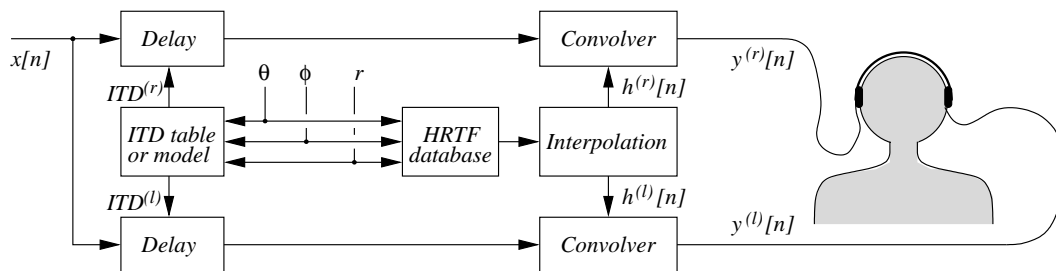 x[n]
Delay
Convolver
y(r)[n]
ITD(r)
θ
ϕ
r
h(r)[n]
ITD table
or model
HRTF
database
Interpolation
ITD(l)
h(l)[n]
Delay
Convolver
y(l)[n]